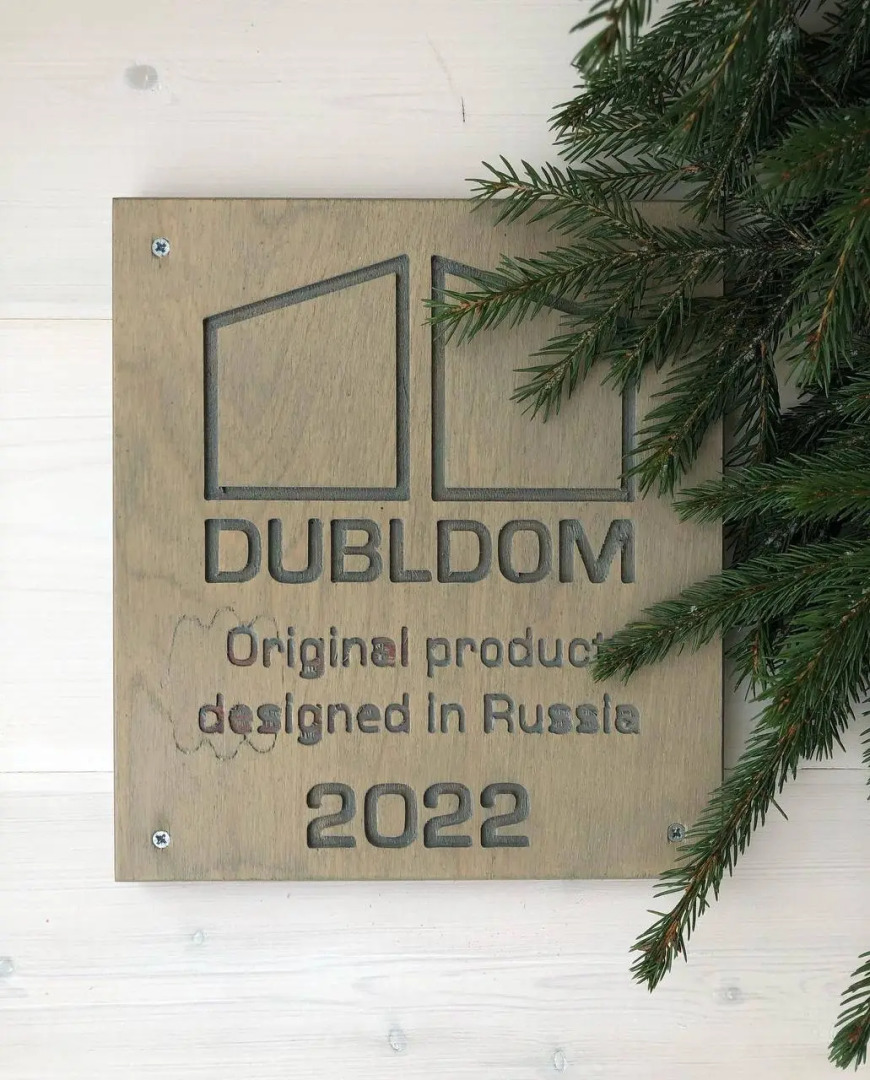 DUBLDOM
Original product
designed in Russia
2022